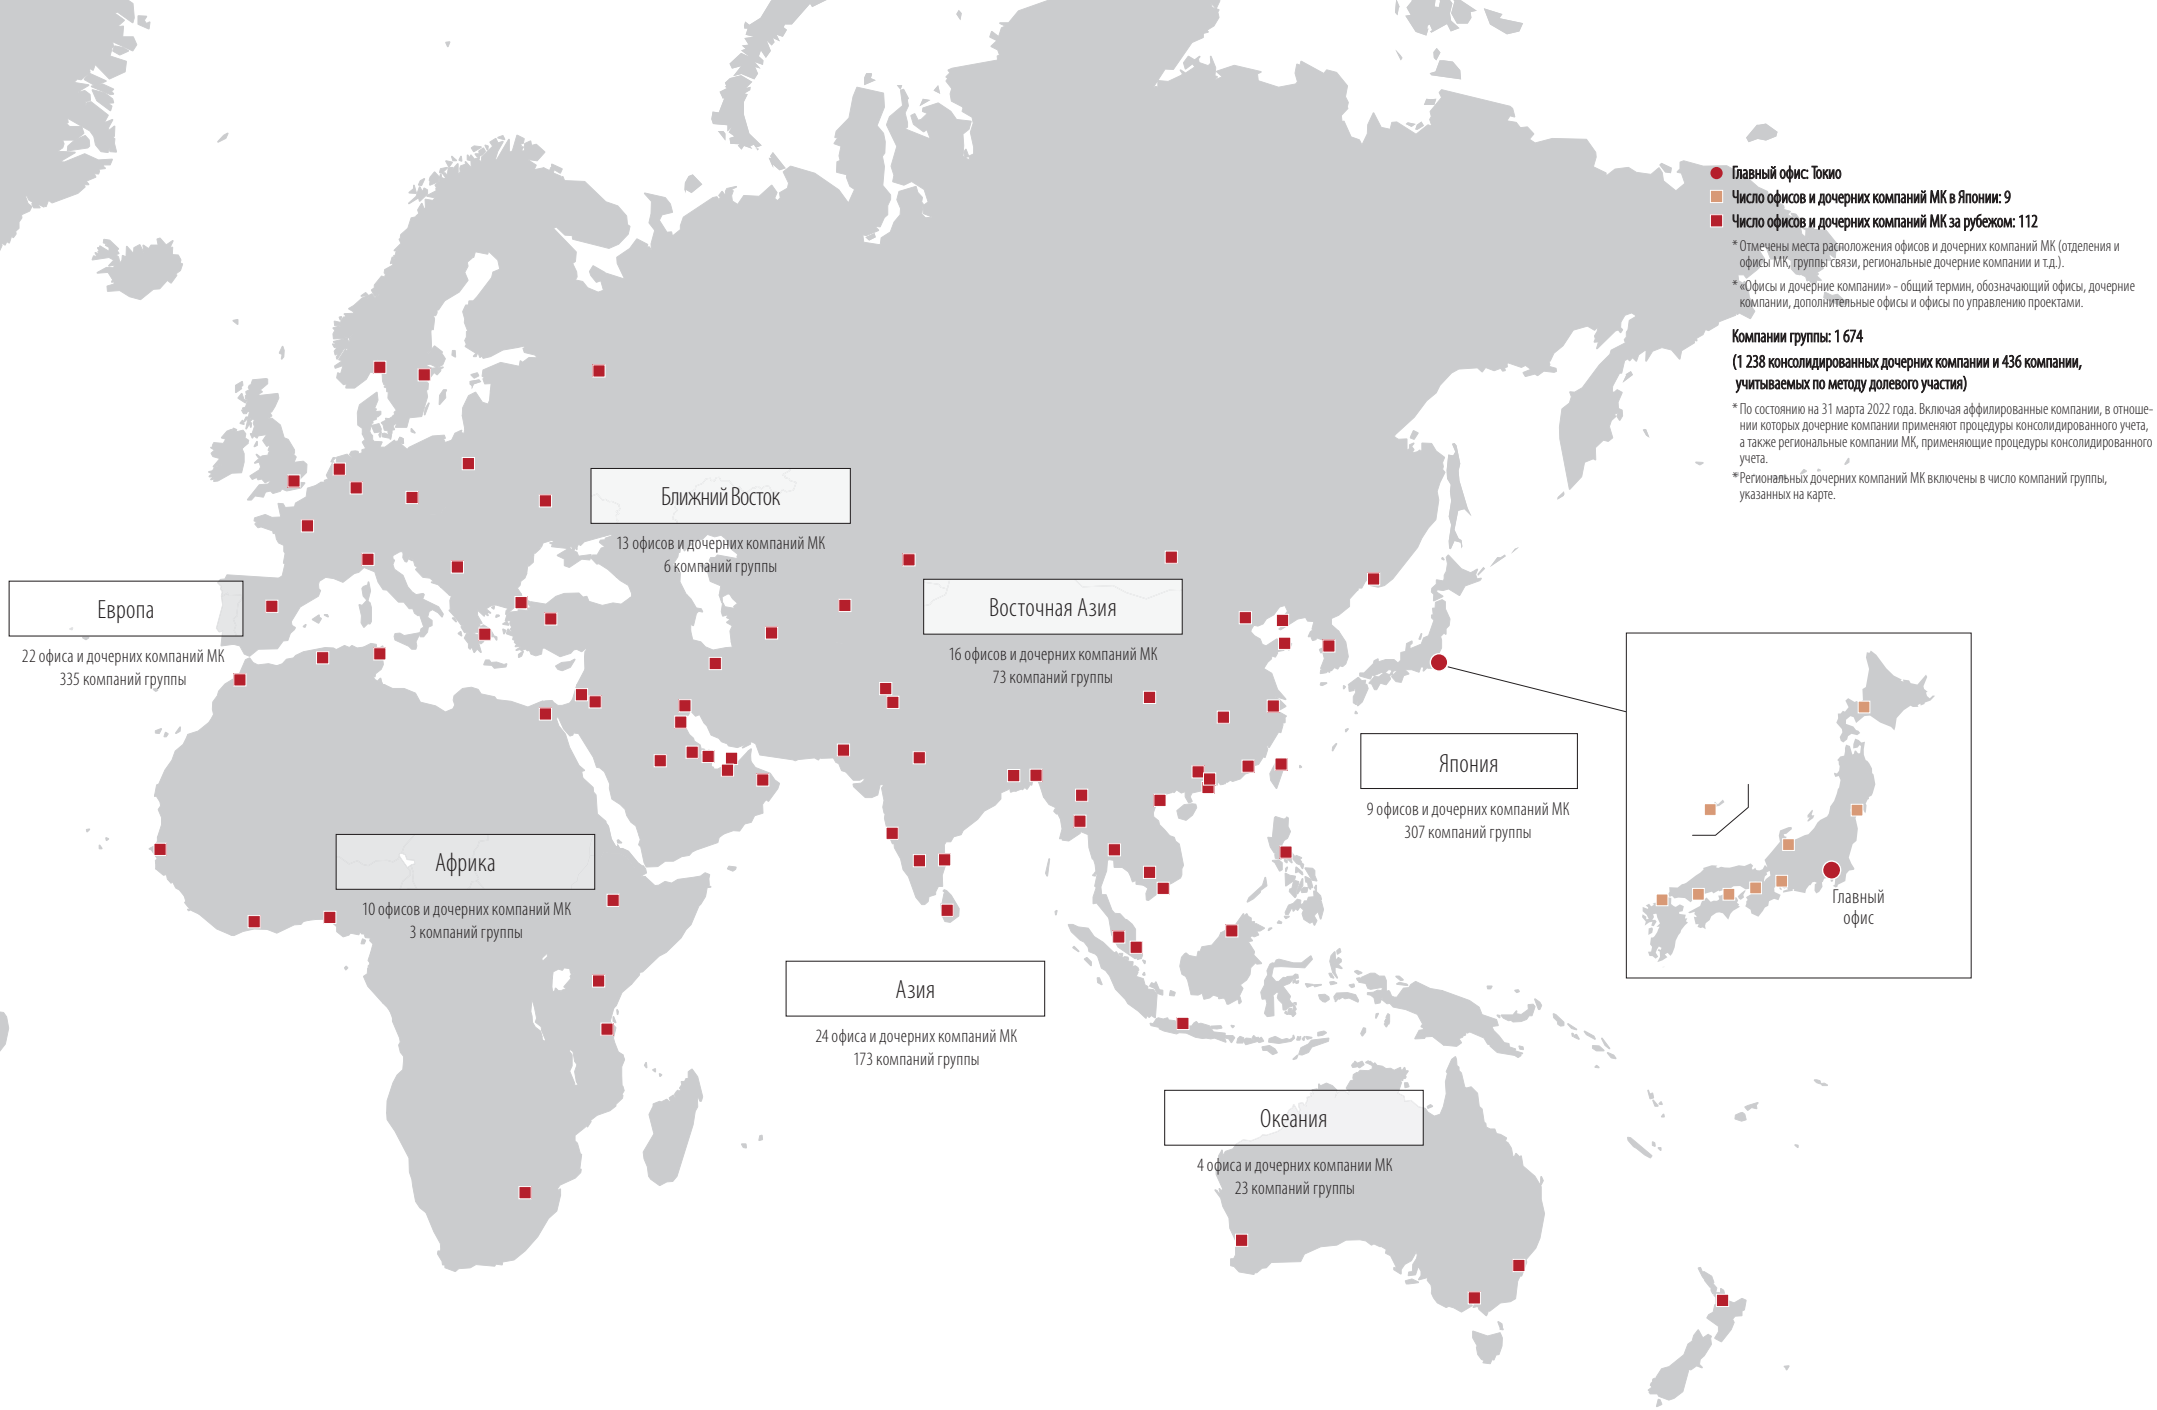 Главный офис: Токио
Число офисов и дочерних компаний МК в Японии: 9
Число офисов и дочерних компаний МК за рубежом: 112
* Отмечены места расположения офисов и дочерних компаний МК (отделения и
офисы МК, группы связи, региональные дочерние компании и т.д.).
* «Офисы и дочерние компании» - общий термин, обозначающий офисы, дочерние
компании, дополнительные офисы и офисы по управлению проектами.
Компании группы: 1 674
(1 238 консолидированных дочерних компании и 436 компании,
учитываемых по методу долевого участия)
* По состоянию на 31 марта 2022 года. Включая аффилированные компании, в отноше-
нии которых дочерние компании применяют процедуры консолидированного учета,
а также региональные компании МК, применяющие процедуры консолидированного
учета.
* Региональных дочерних компаний МК включены в число компаний группы,
указанных на карте.
Ближний Восток
13 офисов и дочерних компаний МК
6 компаний группы
Европа
22 офиса и дочерних компаний МК
335 компаний группы
Восточная Азия
16 офисов и дочерних компаний МК
73 компаний группы
Япония
9 офисов и дочерних компаний МК
307 компаний группы
Главный
офис
Африка
10 офисов и дочерних компаний МК
3 компаний группы
Азия
24 офиса и дочерних компаний МК
173 компаний группы
Океания
4 офиса и дочерних компании МК
23 компаний группы